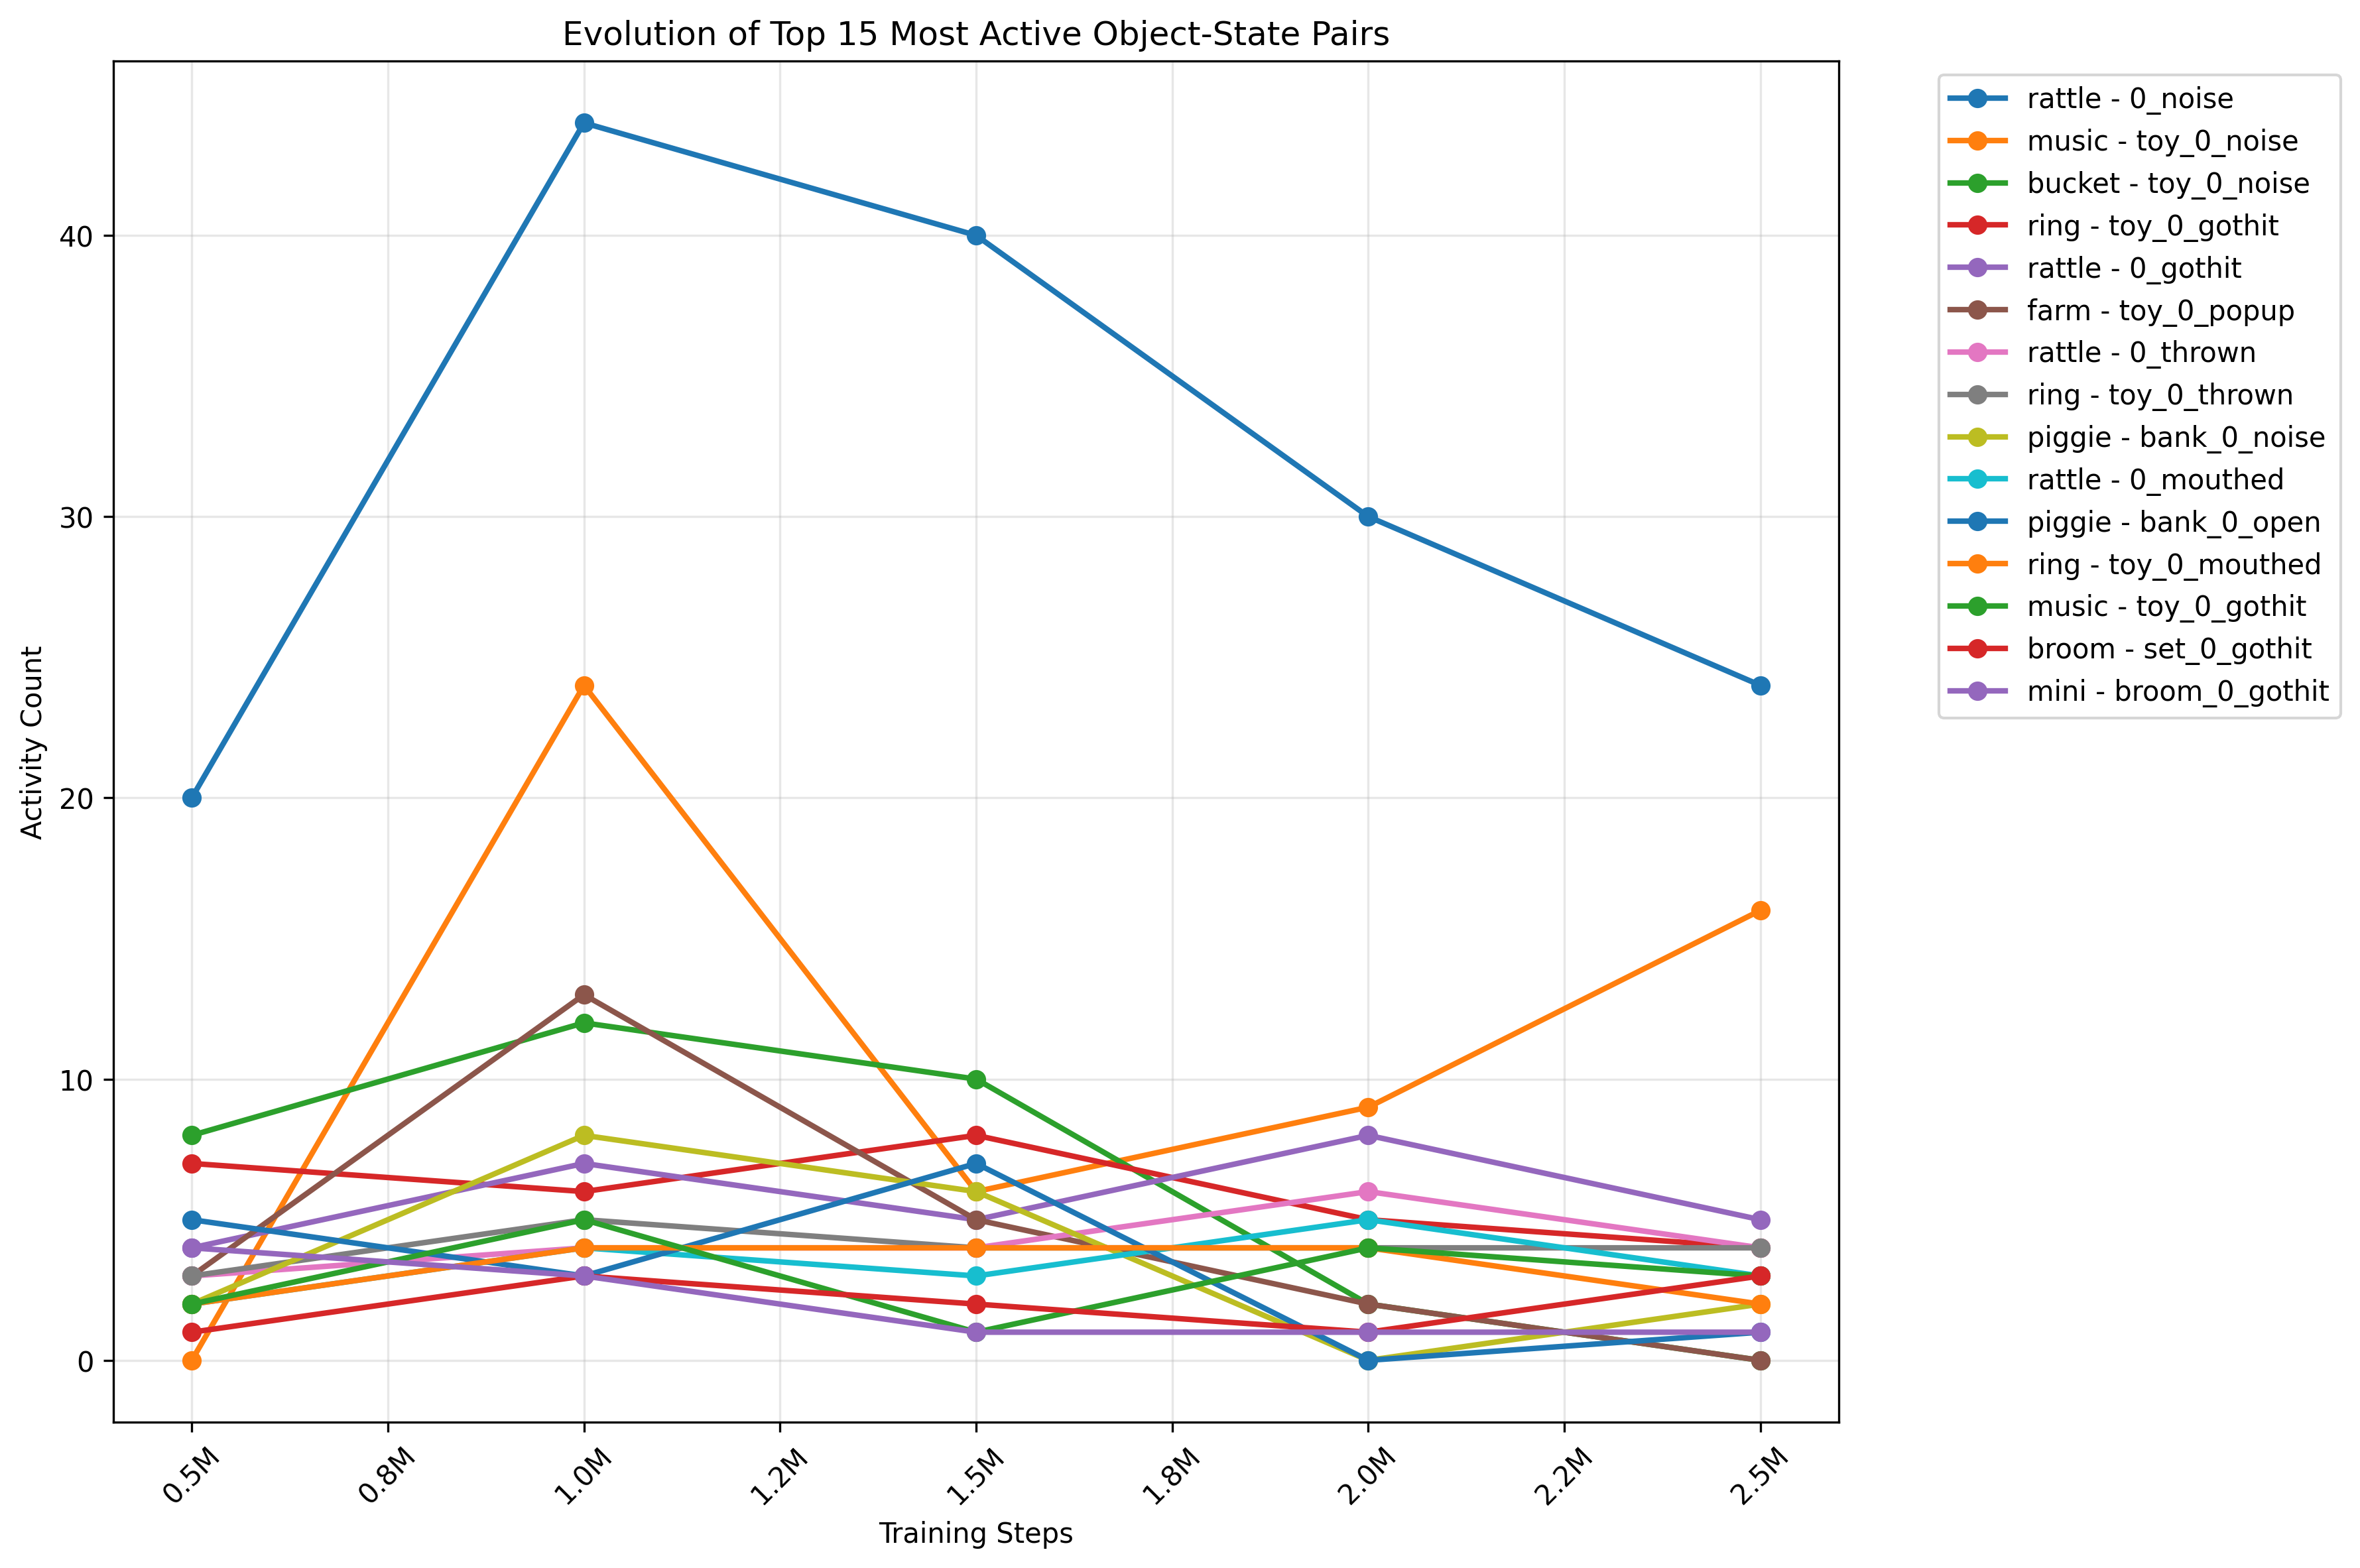 Evolution of Top 15 Most Active Object-State Pairs
Activity Count
40
30
20
10
0
0.5M
0.8M
1.0M
1.2M
1.5M
1.8M
2.0M
2.2M
2.5M
Training Steps
rattle - 0_noise
music - toy_0_noise
bucket - toy_0_noise
ring - toy_0_gothit
rattle - 0_gothit
farm - toy_0_popup
rattle - 0_thrown
ring - toy_0_thrown
piggie - bank_0_noise
rattle - 0_mouthed
piggie - bank_0_open
ring - toy_0_mouthed
music - toy_0_gothit
broom - set_0_gothit
mini - broom_0_gothit